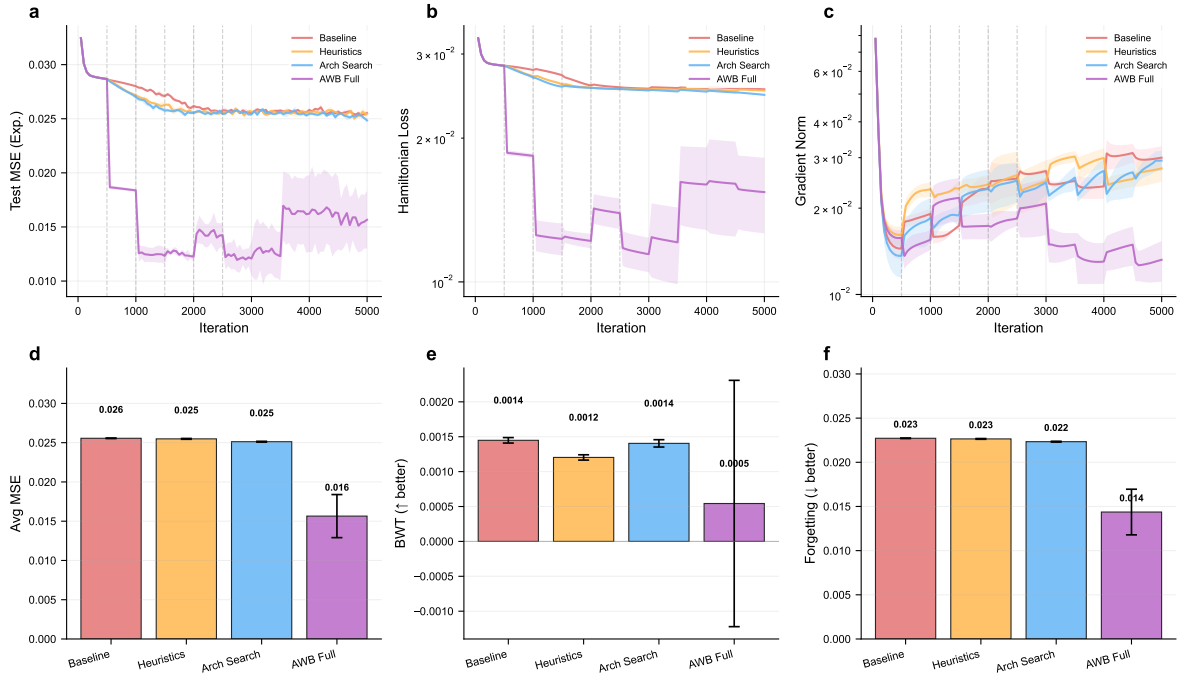 a
Baseline
Heuristics
Arch Search
AWB Full
0.030
0.025
0.020
0.015
0.010
Test MSE (Exp.)
0
1000
2000
3000
4000
5000
Iteration
b
Baseline
Heuristics
Arch Search
AWB Full
3 × 10⁻²
2 × 10⁻²
10⁻²
Hamiltonian Loss
0
1000
2000
3000
4000
5000
Iteration
c
Baseline
Heuristics
Arch Search
AWB Full
6 × 10⁻²
4 × 10⁻²
3 × 10⁻²
2 × 10⁻²
10⁻²
Gradient Norm
0
1000
2000
3000
4000
5000
Iteration
d
0.030
0.025
0.020
0.015
0.010
0.005
0.000
Avg MSE
0.026
0.025
0.025
0.016
Baseline
Heuristics
Arch Search
AWB Full
e
0.0020
0.0015
0.0010
0.0005
0.0000
−0.0005
−0.0010
BWT (↑ better)
0.0014
0.0012
0.0014
0.0005
Baseline
Heuristics
Arch Search
AWB Full
f
0.030
0.025
0.020
0.015
0.010
0.005
0.000
Forgetting (↓ better)
0.023
0.023
0.022
0.014
Baseline
Heuristics
Arch Search
AWB Full